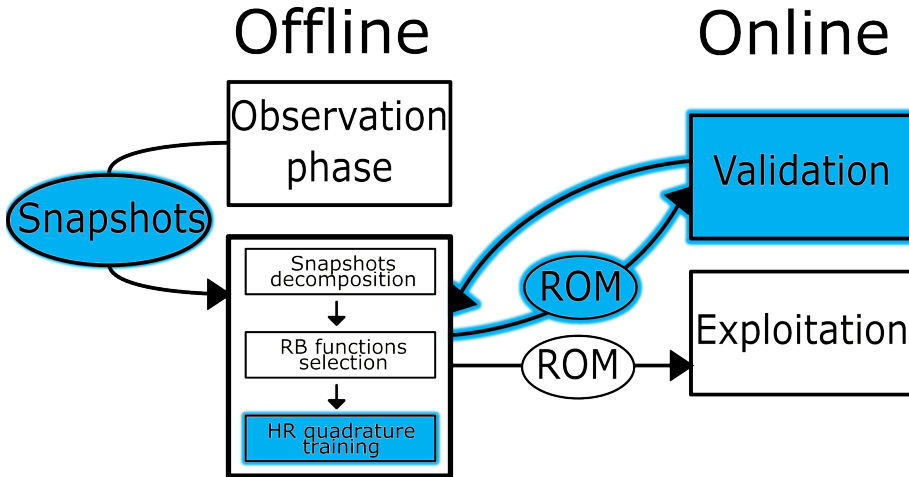 Offline
Online
Observation
phase
Snapshots
Validation
Snapshots
decomposition
ROM
RB functions
selection
ROM
Exploitation
HR quadrature
training